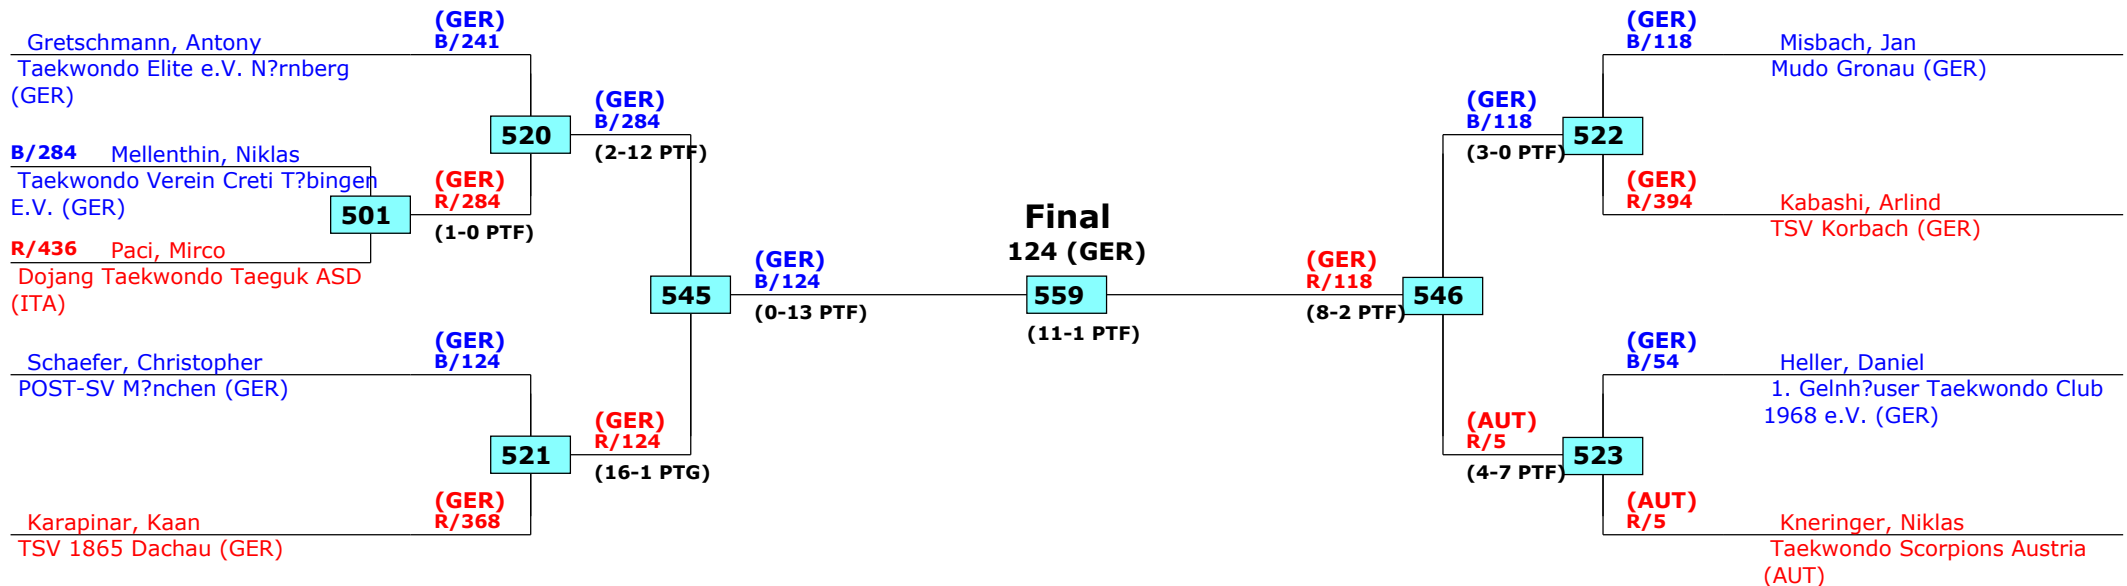 (GER)
Gretschmann, Antony
B/241
Taekwondo Elite e.V. N?rnberg
(GER)
(GER)
B/284
520
(2-12 PTF)
B/284
Mellenthin, Niklas
Taekwondo Verein Creti T?bingen
E.V. (GER)
(GER)
R/284
501
(1-0 PTF)
R/436
Paci, Mirco
Dojang Taekwondo Taeguk ASD
(ITA)
(GER)
B/124
545
(0-13 PTF)
(GER)
Schaefer, Christopher
B/124
POST-SV M?nchen (GER)
(GER)
R/124
521
(16-1 PTG)
(GER)
Karapinar, Kaan
R/368
TSV 1865 Dachau (GER)
Final
124 (GER)
559
(11-1 PTF)
(GER)
R/118
546
(8-2 PTF)
(GER)
B/118
Misbach, Jan
Mudo Gronau (GER)
(GER)
B/118
522
(3-0 PTF)
(GER)
R/394
Kabashi, Arlind
TSV Korbach (GER)
(GER)
B/54
Heller, Daniel
1. Gelnh?user Taekwondo Club
1968 e.V. (GER)
(AUT)
R/5
523
(4-7 PTF)
(AUT)
R/5
Kneringer, Niklas
Taekwondo Scorpions Austria
(AUT)